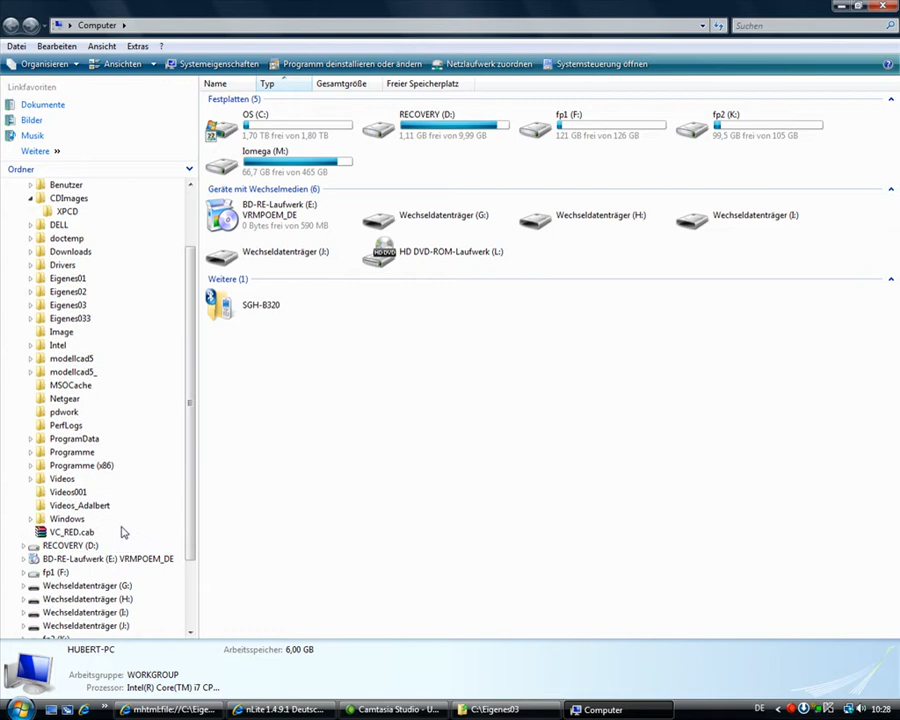 Computer
Suchen
Datei Bearbeiten Ansicht Extras ?
Organisieren Ansichten Systemeigenschaften Programm deinstallieren oder ändern Netzlaufwerk zuordnen Systemsteuerung öffnen
Linkfavoriten
Dokumente
Bilder
Musik
Weitere »
Ordner
Benutzer
CDImages
XPCD
DELL
doctemp
Downloads
Drivers
Eigenes01
Eigenes02
Eigenes03
Eigenes033
Image
Intel
modellcad5
modellcad5_
MSOCache
Netgear
pdwork
PerfLogs
ProgramData
Programme
Programme (x86)
Videos
Videos001
Videos_Adalbert
Windows
VC_RED.cab
RECOVERY (D:)
BD-RE-Laufwerk (E:) VRMPOEM_DE
fp1 (F:)
Wechseldatenträger (G:)
Wechseldatenträger (H:)
Wechseldatenträger (I:)
Wechseldatenträger (J:)
Name Typ Gesamtgröße Freier Speicherplatz
Festplatten (5)
OS (C:)
1,70 TB frei von 1,80 TB
RECOVERY (D:)
1,11 GB frei von 9,99 GB
fp1 (F:)
121 GB frei von 126 GB
fp2 (K:)
99,5 GB frei von 105 GB
Iomega (M:)
66,7 GB frei von 465 GB
Geräte mit Wechselmedien (6)
BD-RE-Laufwerk (E:)
VRMPOEM_DE
0 Bytes frei von 590 MB
Wechseldatenträger (G:)
Wechseldatenträger (H:)
Wechseldatenträger (I:)
Wechseldatenträger (J:)
HD DVD
HD DVD-ROM-Laufwerk (L:)
Weitere (1)
SGH-B320
HUBERT-PC
Arbeitsspeicher: 6,00 GB
Arbeitsgruppe: WORKGROUP
Prozessor: Intel(R) Core(TM) i7 CP...
mhtml:file://C:\Eige... nLite 1.4.9.1 Deutsc... Camtasia Studio - U... C:\Eigenes03 Computer DE 10:28